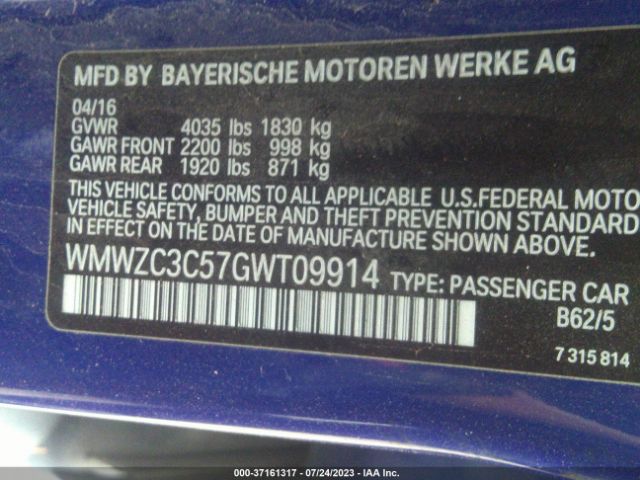 MFD BY BAYERISCHE MOTOREN WERKE AG
04/16
GVWR 4035 lbs 1830 kg
GAWR FRONT 2200 lbs 998 kg
GAWR REAR 1920 lbs 871 kg
THIS VEHICLE CONFORMS TO ALL APPLICABLE U.S.FEDERAL MOTO
VEHICLE SAFETY, BUMPER AND THEFT PREVENTION STANDARD
IN EFFECT ON THE DATE OF MANUFACTURE SHOWN ABOVE.
WMWZC3C57GWT09914 TYPE: PASSENGER CAR
B62/5
7 315 814
000-37161317 - 07/24/2023 - IAA Inc.